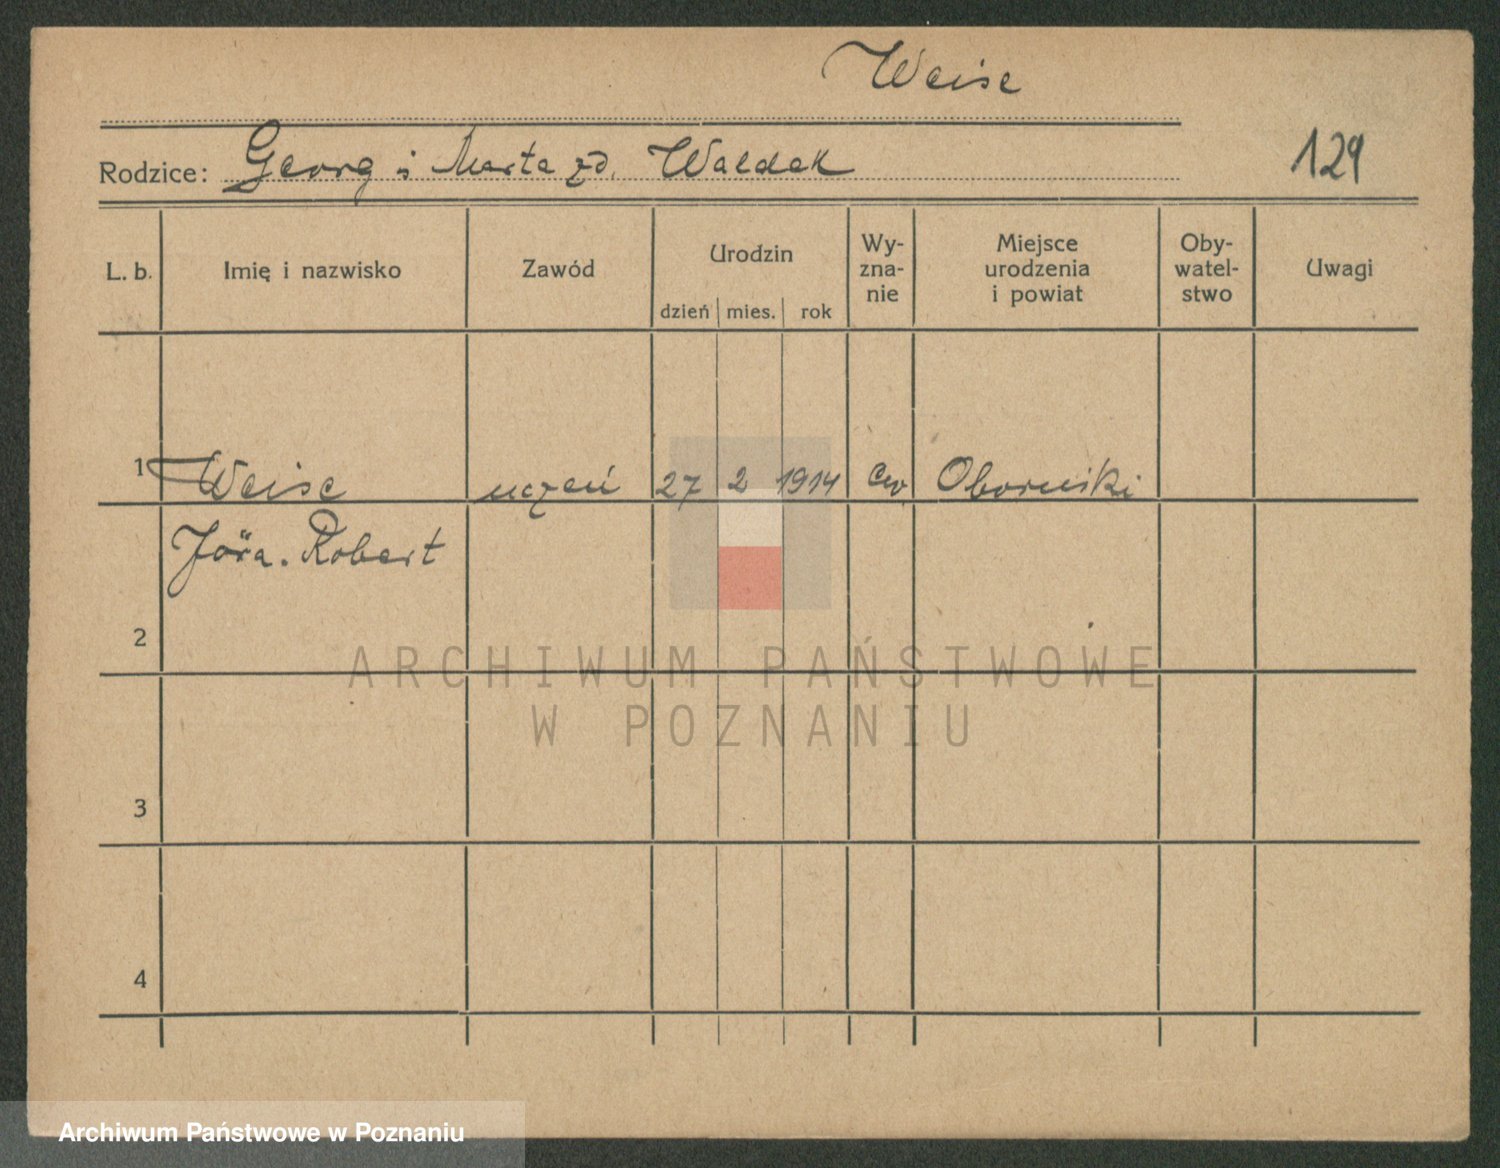 Weise
Rodzice: Georg i Marta zd. Waldek
129
L. b. Imię i nazwisko Zawód Urodzin Wy-zna-nie Miejsce urodzenia i powiat Oby-watel-stwo Uwagi
dzień mies. rok
1 Weise uczeń 27 2 1914 ew. Obornicki
Robert
2
ARCHIWUM PAŃSTWOWE
W POZNANIU
3
4
Archiwum Państwowe w Poznaniu